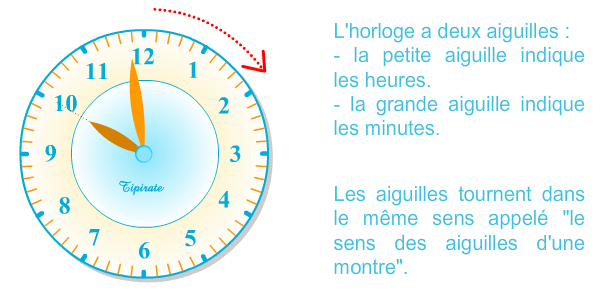 12
11
1
10
2
9
3
Tipirate
8
4
7
5
6
L'horloge a deux aiguilles :
- la petite aiguille indique
les heures.
- la grande aiguille indique
les minutes.
Les aiguilles tournent dans
le même sens appelé "le
sens des aiguilles d'une
montre".